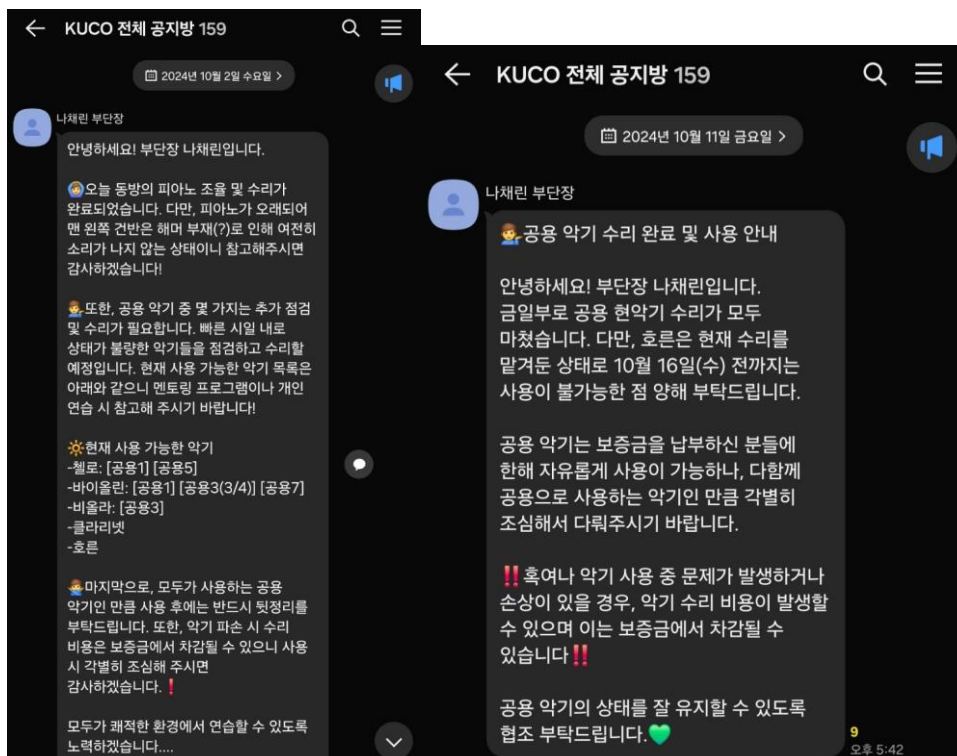 KUCO 전체 공지방 159
2024년 10월 2일 수요일 >
나채린 부단장
안녕하세요! 부단장 나채린입니다.
🙆오늘 동방의 피아노 조율 및 수리가
완료되었습니다. 다만, 피아노가 오래되어
맨 왼쪽 건반은 해머 부재(?)로 인해 여전히
소리가 나지 않는 상태이니 참고해주시면
감사하겠습니다!
💁‍♂️또한, 공용 악기 중 몇 가지는 추가 점검
및 수리가 필요합니다. 빠른 시일 내로
상태가 불량한 악기들을 점검하고 수리할
예정입니다. 현재 사용 가능한 악기 목록은
아래와 같으니 멘토링 프로그램이나 개인
연습 시 참고해 주시기 바랍니다!
🔆현재 사용 가능한 악기
-첼로: [공용1] [공용5]
-바이올린: [공용1] [공용3(3/4)] [공용7]
-비올라: [공용3]
-클라리넷
-호른
🙅마지막으로, 모두가 사용하는 공용
악기인 만큼 사용 후에는 반드시 뒷정리를
부탁드립니다. 또한, 악기 파손 시 수리
비용은 보증금에서 차감될 수 있으니 사용
시 각별히 조심해 주시면
감사하겠습니다.❗
모두가 쾌적한 환경에서 연습할 수 있도록
노력하겠습니다....
KUCO 전체 공지방 159
2024년 10월 11일 금요일 >
나채린 부단장
💁‍♂️공용 악기 수리 완료 및 사용 안내
안녕하세요! 부단장 나채린입니다.
금일부로 공용 현악기 수리가 모두
마쳤습니다. 다만, 호른은 현재 수리를
맡겨둔 상태로 10월 16일(수) 전까지는
사용이 불가능한 점 양해 부탁드립니다.
공용 악기는 보증금을 납부하신 분들에
한해 자유롭게 사용이 가능하나, 다함께
공용으로 사용하는 악기인 만큼 각별히
조심해서 다뤄주시기 바랍니다.
‼️혹여나 악기 사용 중 문제가 발생하거나
손상이 있을 경우, 악기 수리 비용이 발생할
수 있으며 이는 보증금에서 차감될 수
있습니다‼️
공용 악기의 상태를 잘 유지할 수 있도록
협조 부탁드립니다.💚
9
오후 5:42